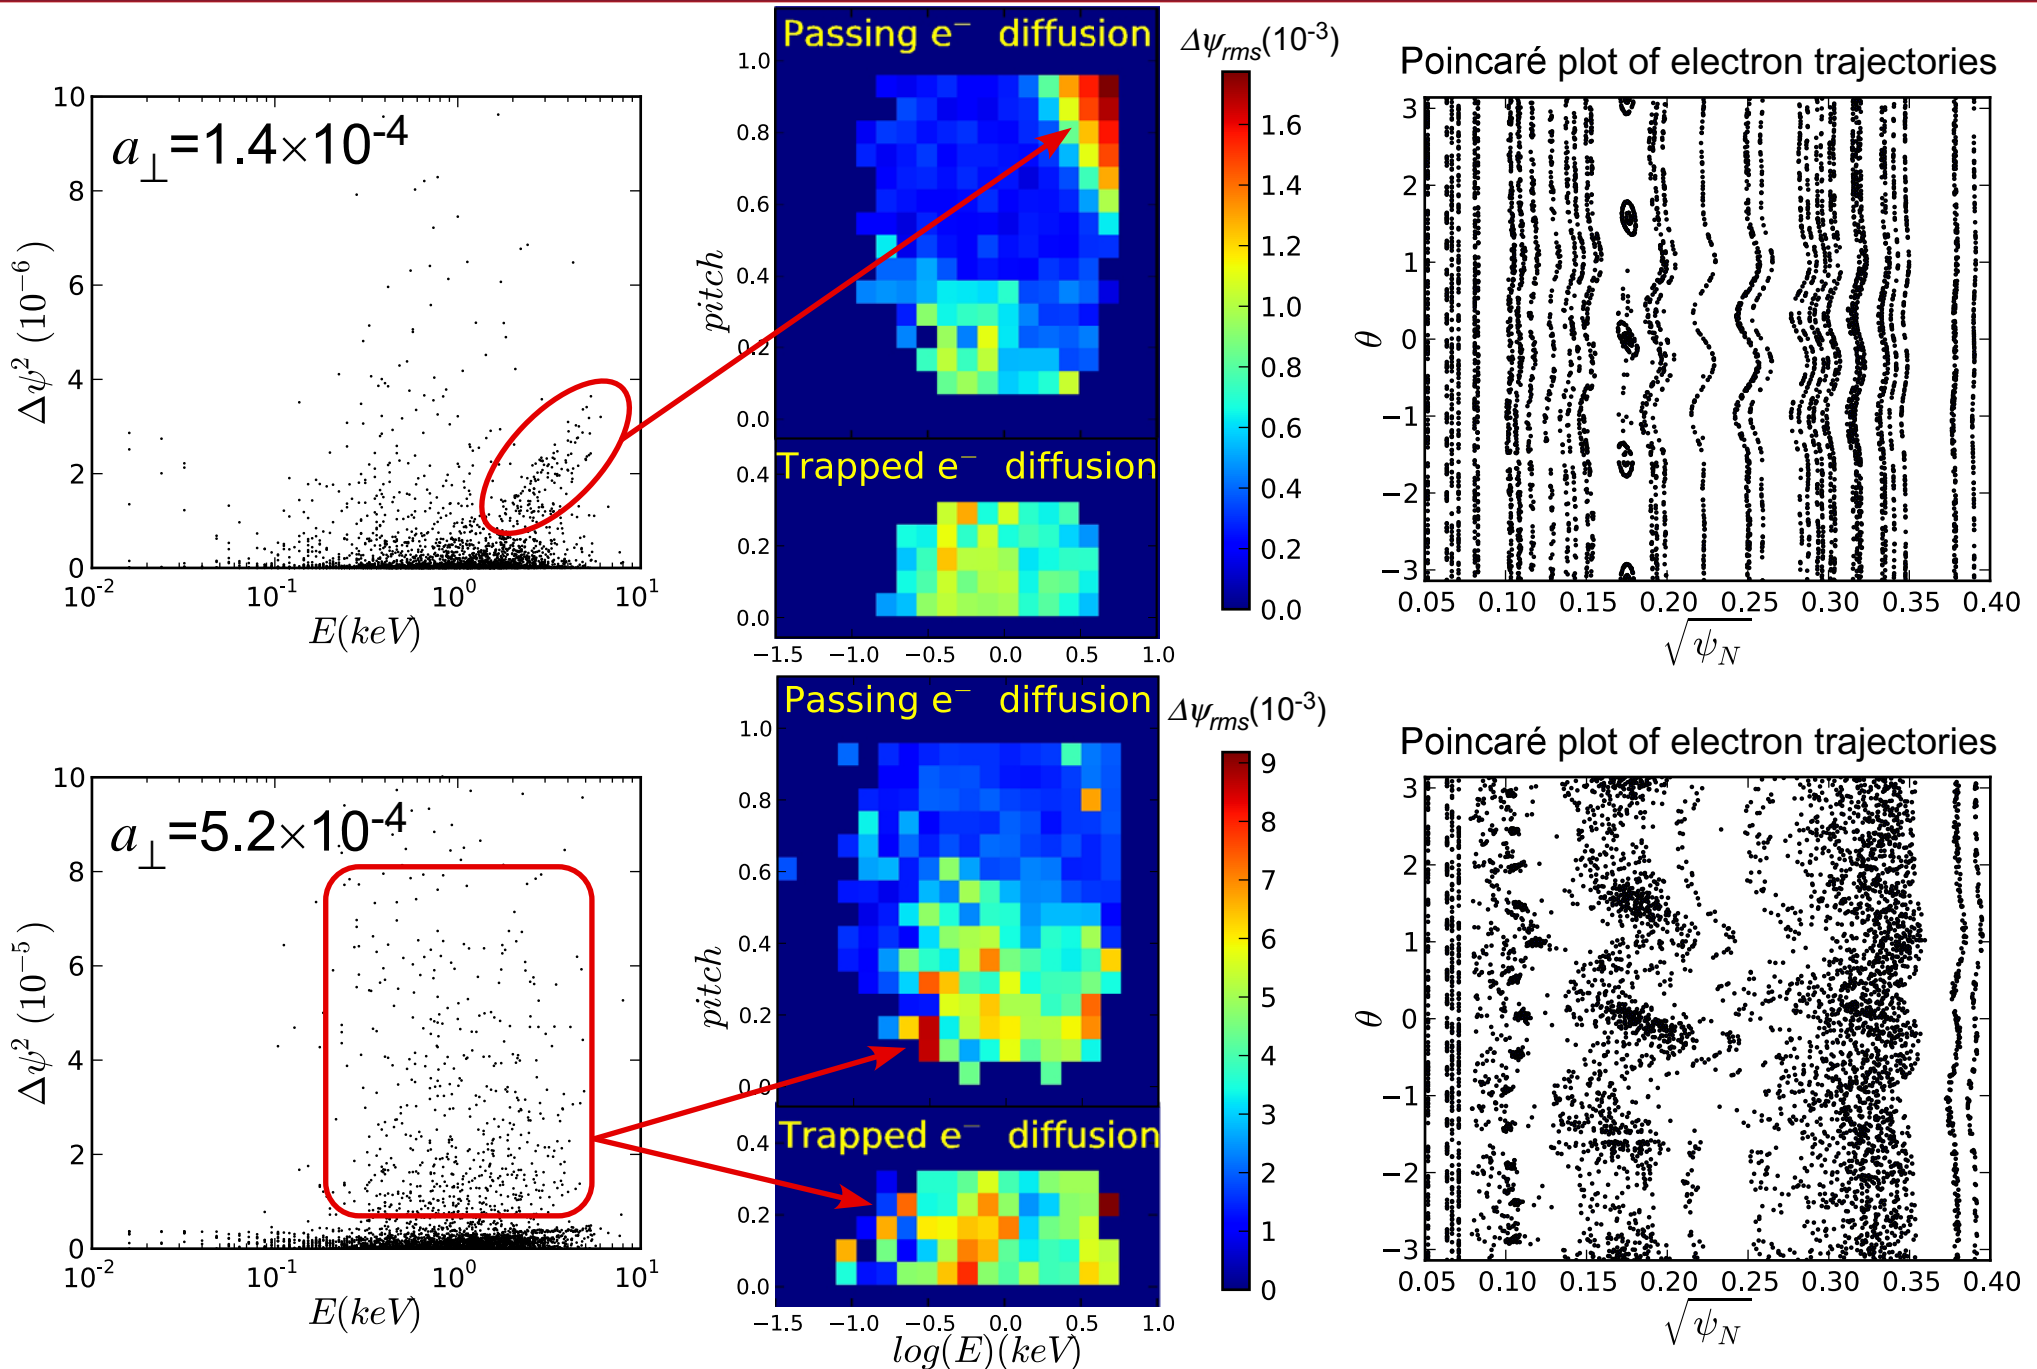 a⊥=1.4×10⁻⁴
Δψ² (10⁻⁶)
10
8
6
4
2
0
10⁻² 10⁻¹ 10⁰ 10¹
E(keV)
Passing e⁻ diffusion
pitch
1.0
0.8
0.6
0.4
0.2
0.0
Trapped e⁻ diffusion
0.4
0.2
0.0
−1.5 −1.0 −0.5 0.0 0.5 1.0
Δψrms(10⁻³)
1.6
1.4
1.2
1.0
0.8
0.6
0.4
0.2
0.0
Poincaré plot of electron trajectories
θ
3
2
1
0
−1
−2
−3
0.05 0.10 0.15 0.20 0.25 0.30 0.35 0.40
√ψN
a⊥=5.2×10⁻⁴
Δψ² (10⁻⁵)
10
8
6
4
2
0
10⁻² 10⁻¹ 10⁰ 10¹
E(keV)
Passing e⁻ diffusion
pitch
1.0
0.8
0.6
0.4
0.2
0.0
Trapped e⁻ diffusion
0.4
0.2
0.0
−1.5 −1.0 −0.5 0.0 0.5 1.0
log(E)(keV)
Δψrms(10⁻³)
9
8
7
6
5
4
3
2
1
0
Poincaré plot of electron trajectories
θ
3
2
1
0
−1
−2
−3
0.05 0.10 0.15 0.20 0.25 0.30 0.35 0.40
√ψN